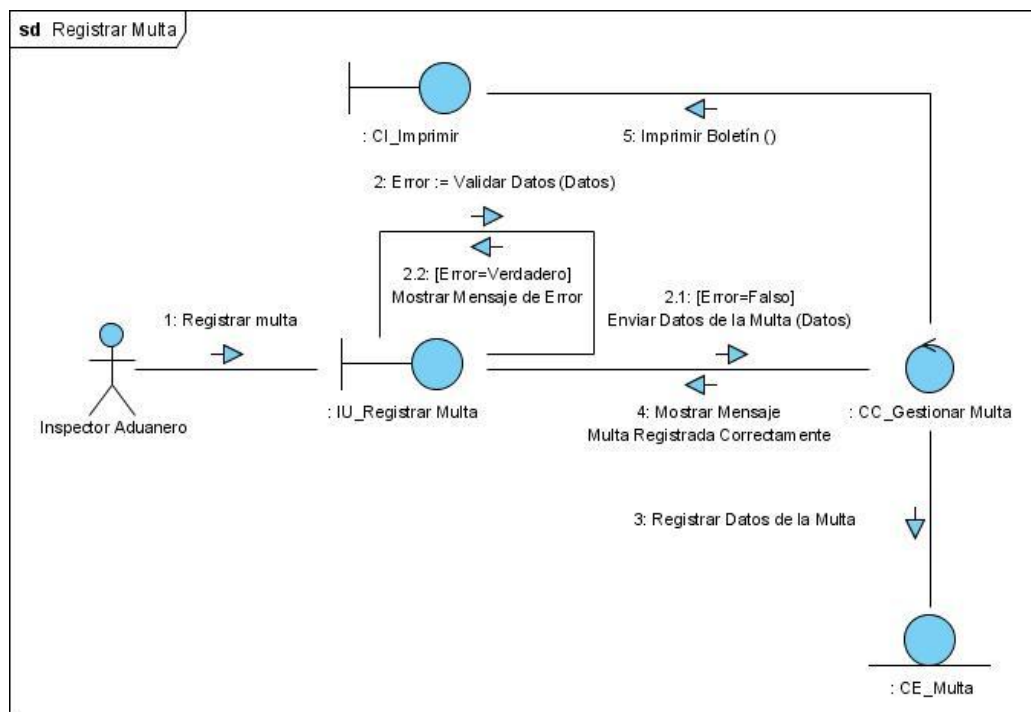 sd Registrar Multa
: CI_Imprimir
5: Imprimir Boletín ()
2: Error := Validar Datos (Datos)
2.2: [Error=Verdadero]
Mostrar Mensaje de Error
2.1: [Error=Falso]
Enviar Datos de la Multa (Datos)
1: Registrar multa
Inspector Aduanero
: IU_Registrar Multa
4: Mostrar Mensaje
Multa Registrada Correctamente
: CC_Gestionar Multa
3: Registrar Datos de la Multa
: CE_Multa